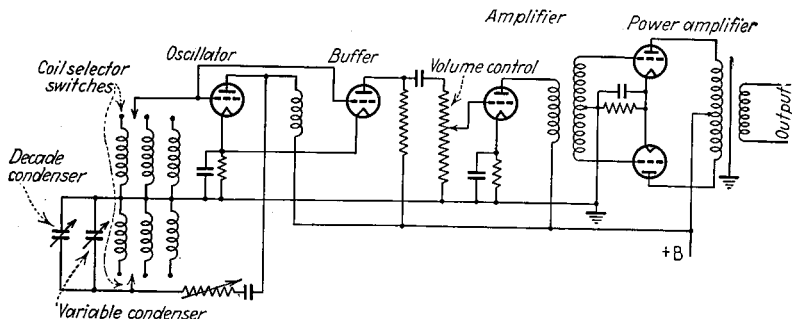 Amplifier
Power amplifier
Oscillator
Buffer
Volume control
Coil selector
switches
Output
Decade
condenser
+B
Variable condenser